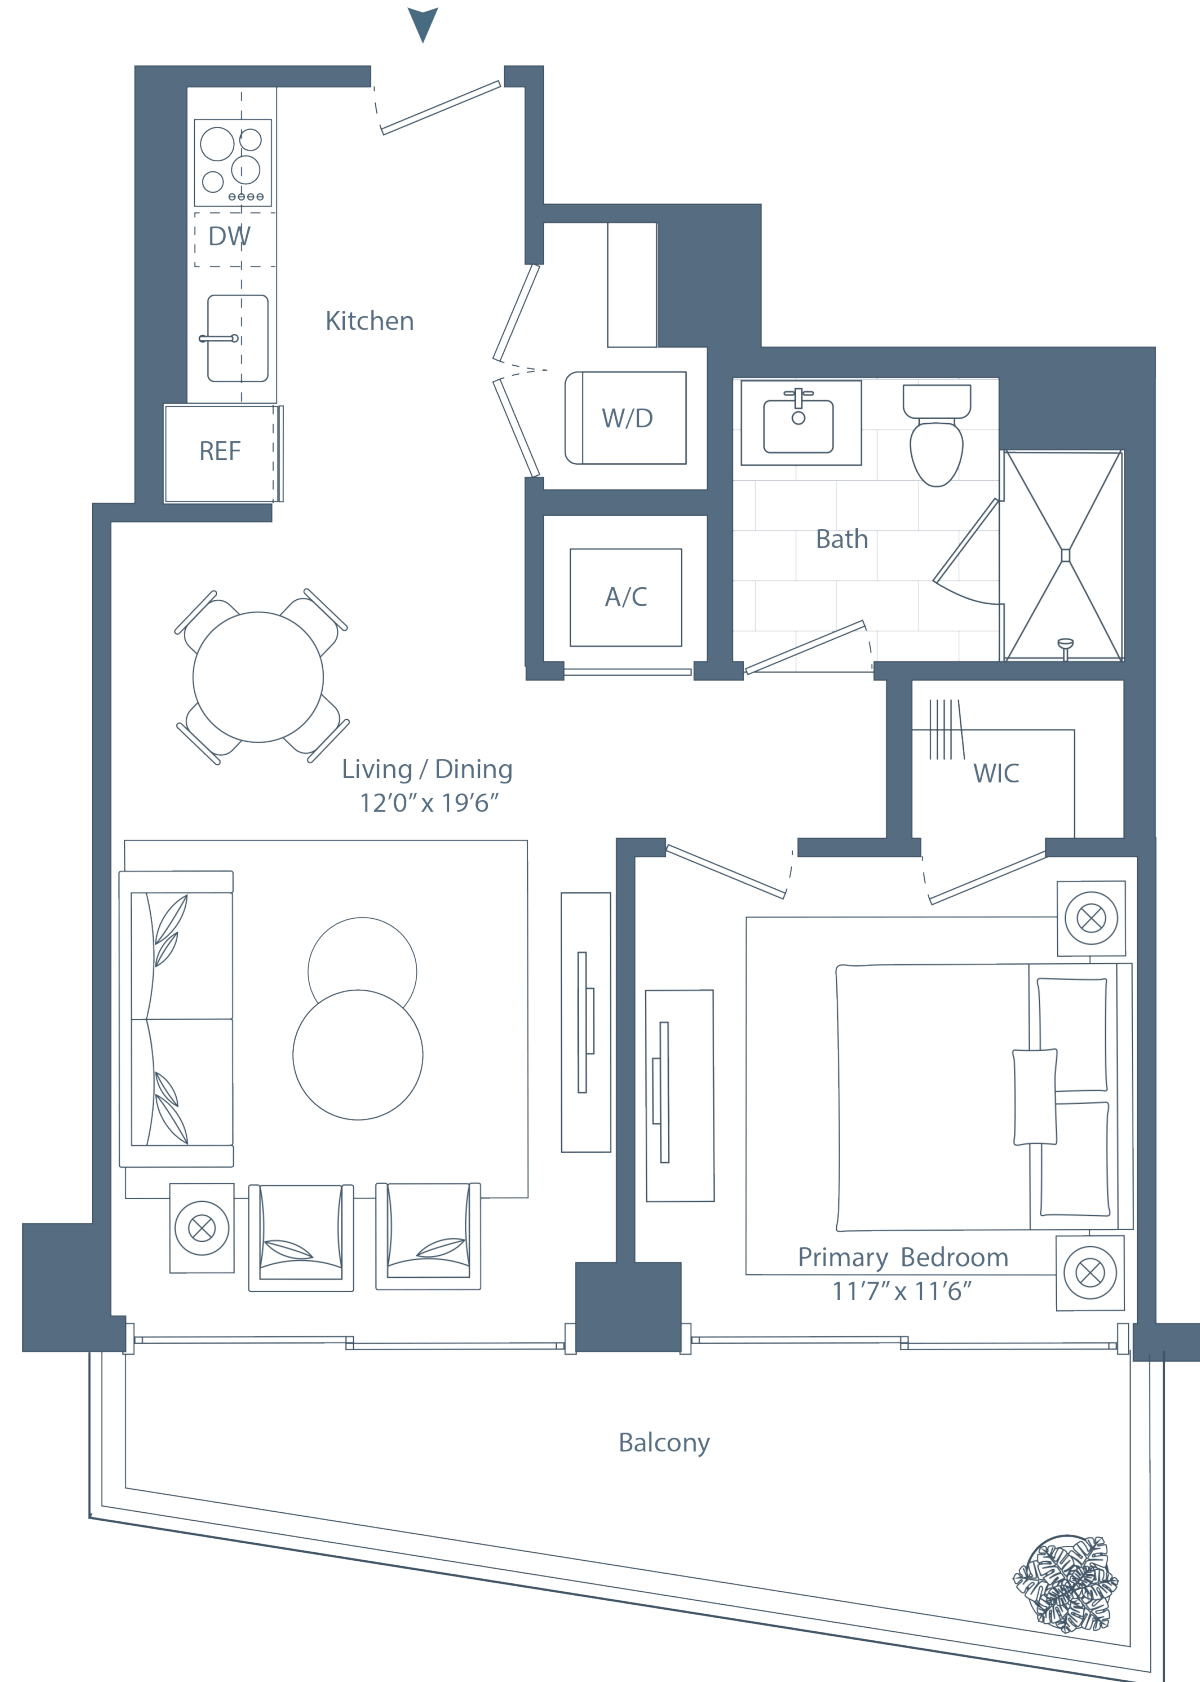 DW
Kitchen
W/D
REF
Bath
A/C
Living / Dining
12’0” x 19’6”
WIC
Primary Bedroom
11’7” x 11’6”
Balcony